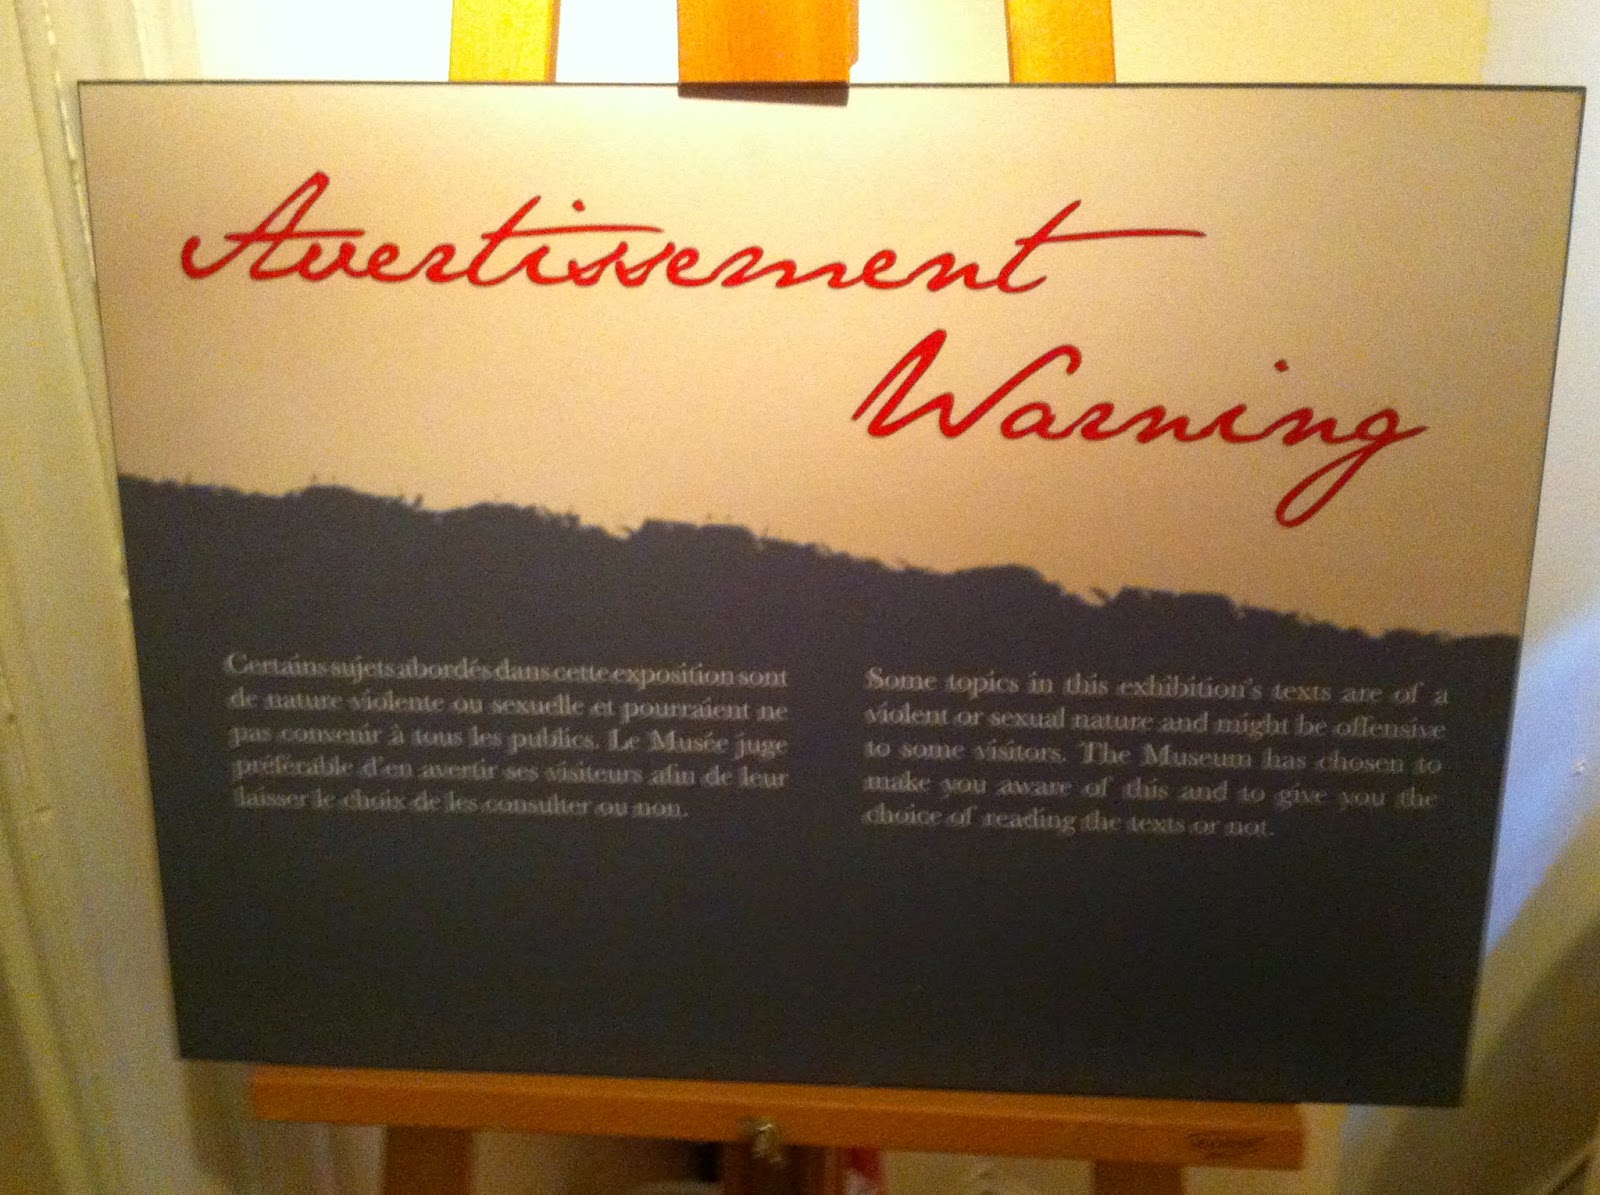 Avertissement
Warning
Certains sujets abordés dans cette exposition sont
de nature violente ou sexuelle et pourraient ne
pas convenir à tous les publics. Le Musée juge
préférable d'en avertir ses visiteurs afin de leur
laisser le choix de les consulter ou non.
Some topics in this exhibition's texts are of a
violent or sexual nature and might be offensive
to some visitors. The Museum has chosen to
make you aware of this and to give you the
choice of reading the texts or not.